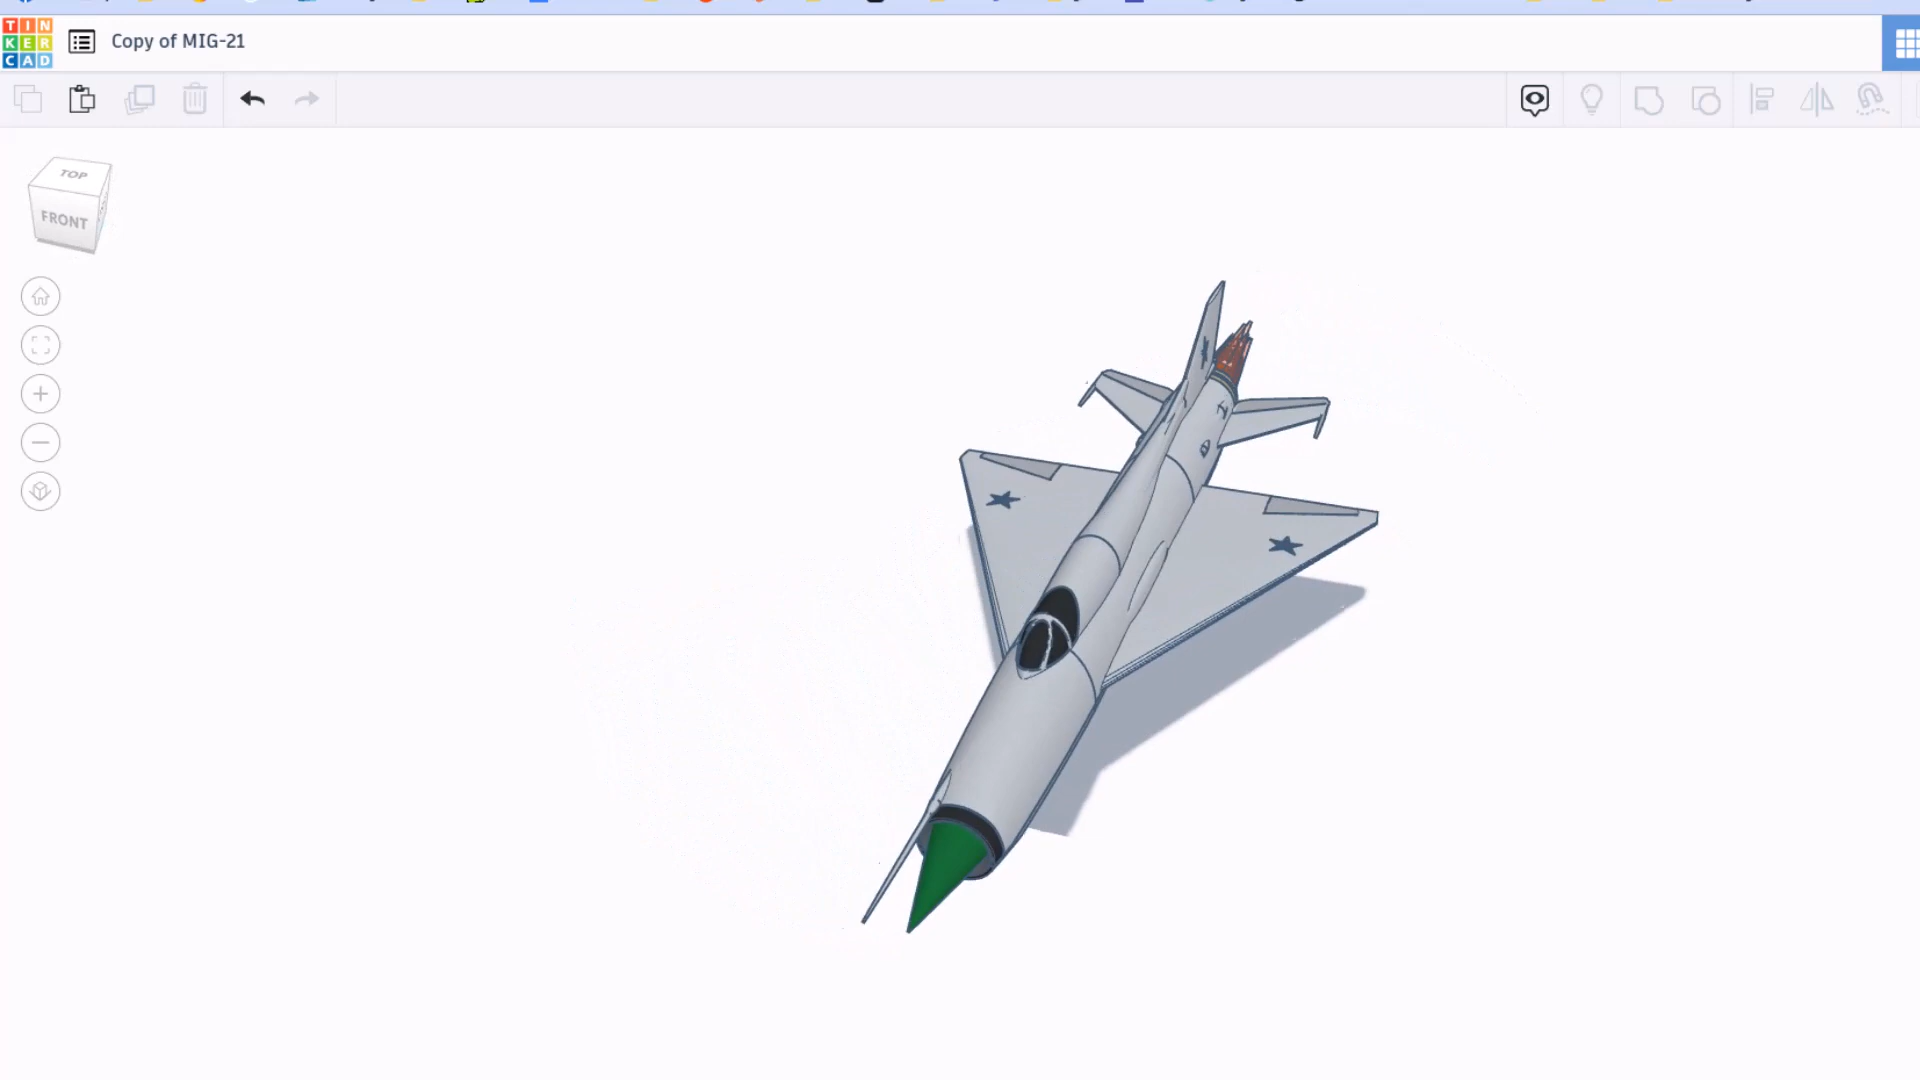 TIN
KER
CAD
Copy of MIG-21
TOP
FRONT